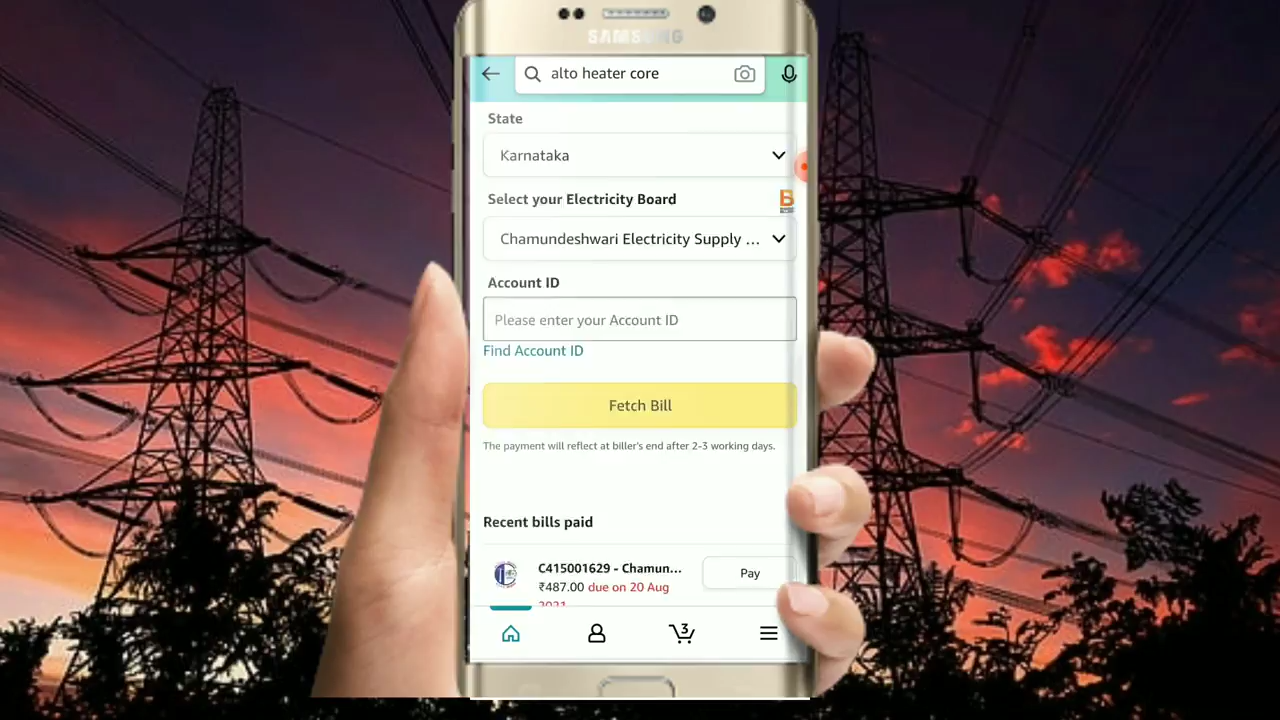 SAMSUNG
alto heater core
State
Karnataka
Select your Electricity Board
B
Chamundeshwari Electricity Supply ...
Account ID
Please enter your Account ID
Find Account ID
Fetch Bill
The payment will reflect at biller's end after 2-3 working days.
Recent bills paid
C415001629 - Chamun...
₹487.00 due on 20 Aug
2021
Pay
3